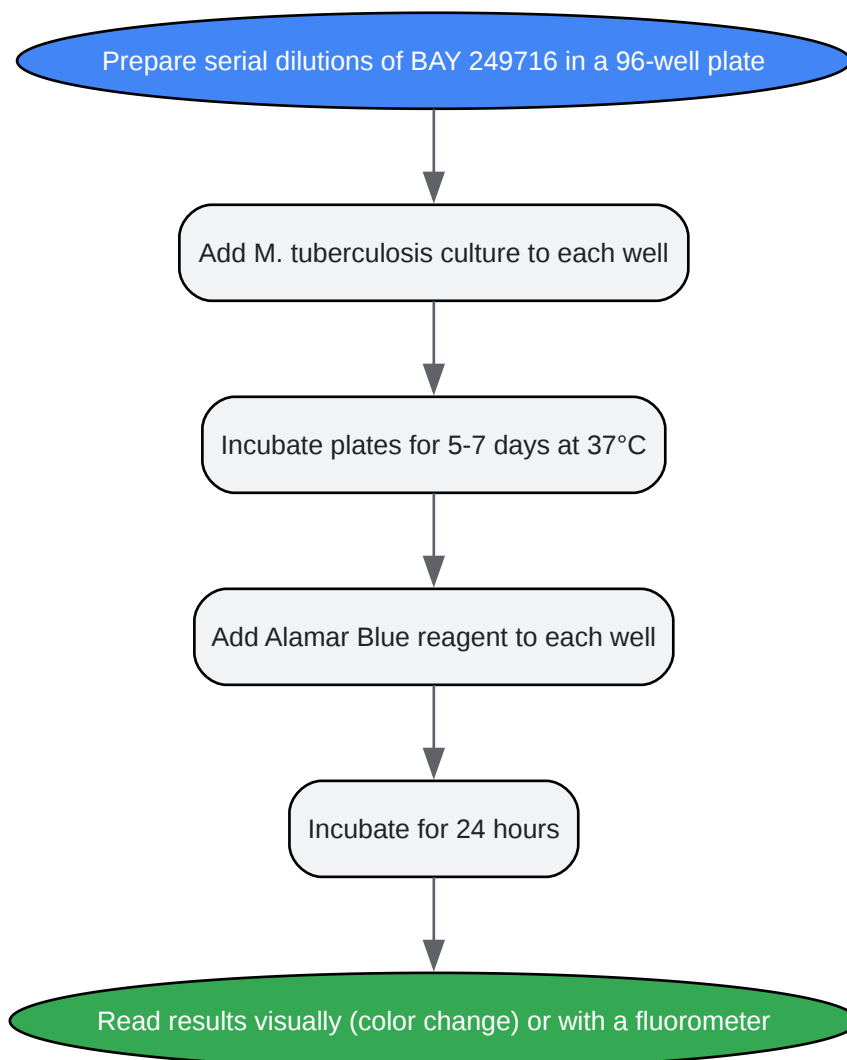 Prepare serial dilutions of BAY 249716 in a 96-well plate
Add M. tuberculosis culture to each well
Incubate plates for 5-7 days at 37°C
Add Alamar Blue reagent to each well
Incubate for 24 hours
Read results visually (color change) or with a fluorometer